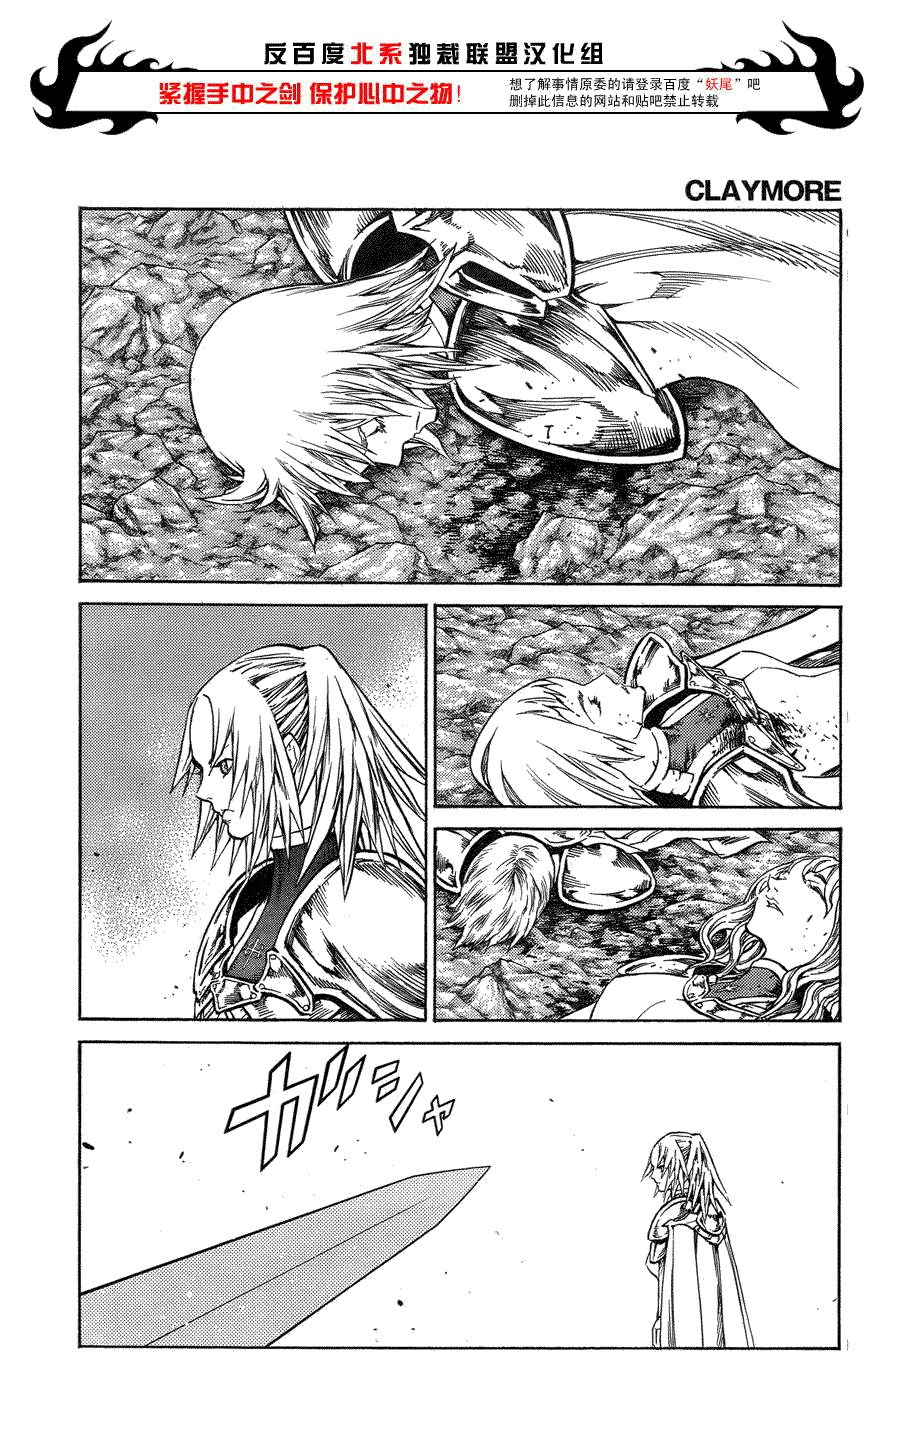 反百度北系独裁联盟汉化组
紧握手中之剑 保护心中之物!
想了解事情原委的请登录百度“妖尾”吧
删掉此信息的网站和贴吧禁止转载
CLAYMORE
ガシャ